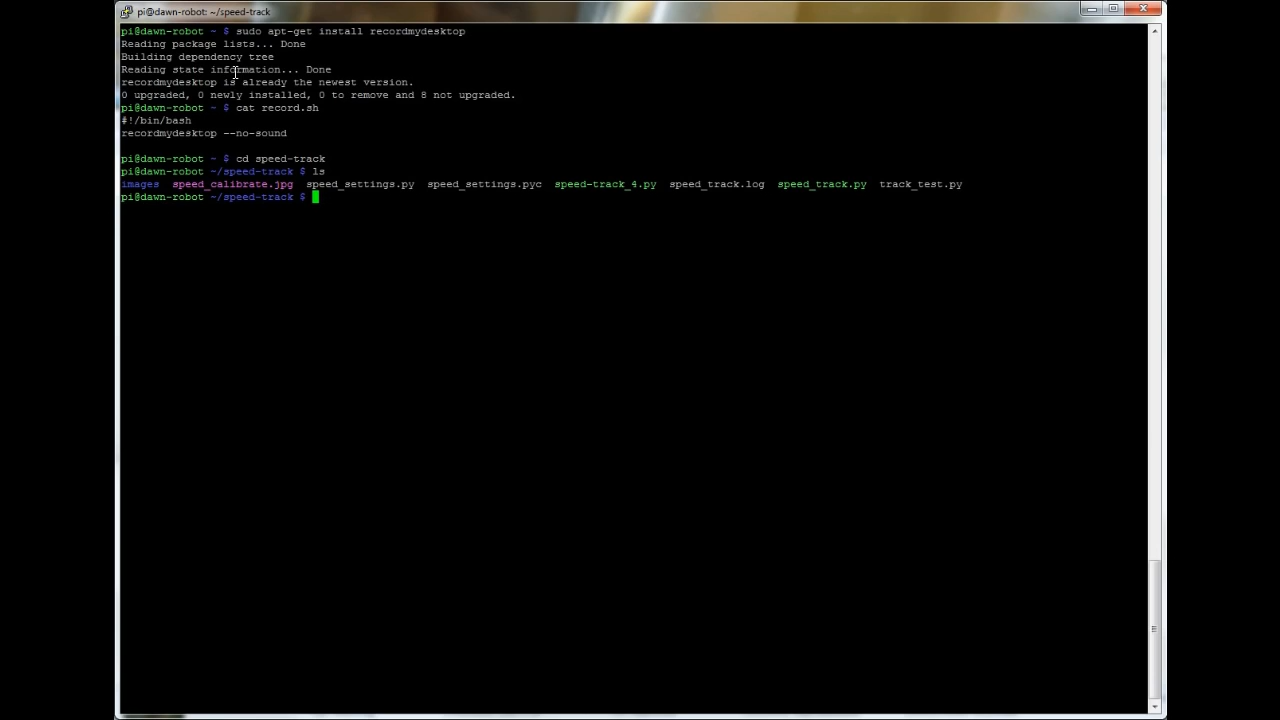 pi@dawn-robot: ~/speed-track
pi@dawn-robot ~ $ sudo apt-get install recordmydesktop
Reading package lists... Done
Building dependency tree
Reading state information... Done
recordmydesktop is already the newest version.
0 upgraded, 0 newly installed, 0 to remove and 8 not upgraded.
pi@dawn-robot ~ $ cat record.sh
#!/bin/bash
recordmydesktop --no-sound
pi@dawn-robot ~ $ cd speed-track
pi@dawn-robot ~/speed-track $ ls
images  speed_calibrate.jpg  speed_settings.py  speed_settings.pyc  speed-track_4.py  speed_track.log  speed_track.py  track_test.py
pi@dawn-robot ~/speed-track $